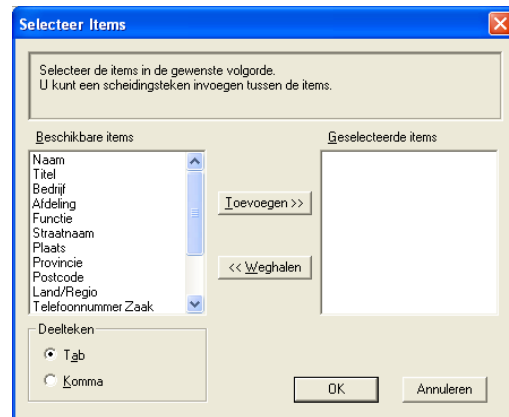 Selecteer Items
Selecteer de items in de gewenste volgorde.
U kunt een scheidingsteken invoegen tussen de items.
Beschikbare items
Geselecteerde items
Naam
Titel
Bedrijf
Afdeling
Functie
Straatnaam
Plaats
Provincie
Postcode
Land/Regio
Telefoonnummer Zaak
Toevoegen >>
<< Weghalen
Deelteken
Tab
Komma
OK
Annuleren